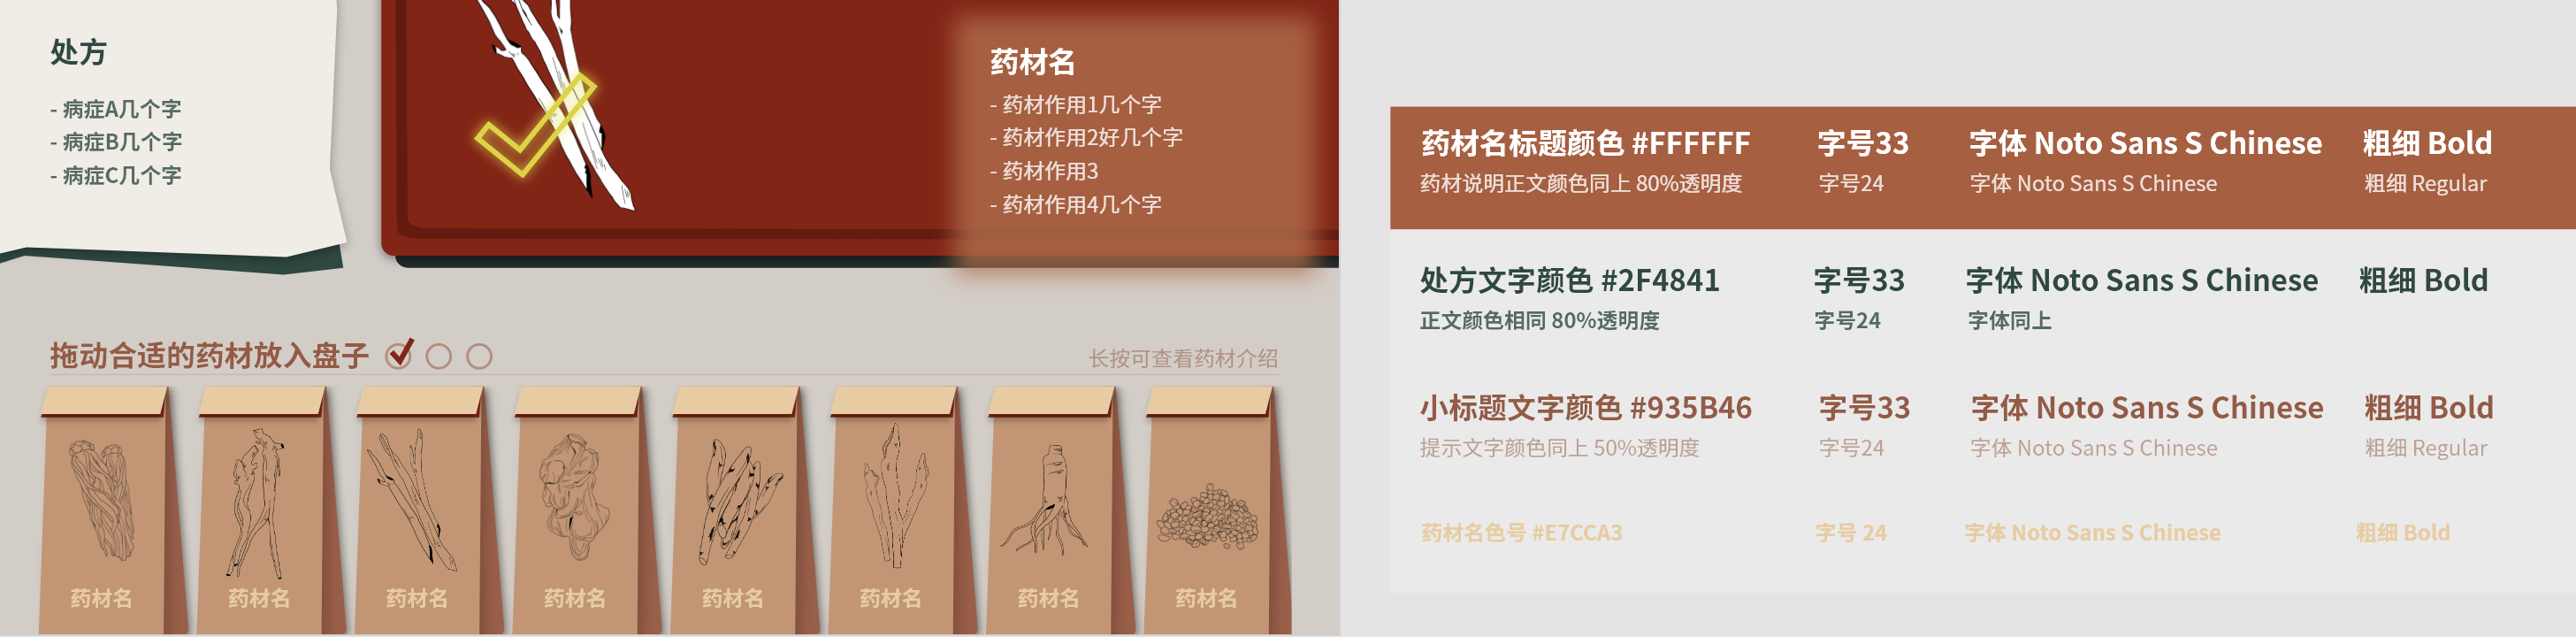 处方
- 病症A几个字
- 病症B几个字
- 病症C几个字
药材名
- 药材作用1几个字
- 药材作用2好几个字
- 药材作用3
- 药材作用4几个字
拖动合适的药材放入盘子
长按可查看药材介绍
药材名
药材名
药材名
药材名
药材名
药材名
药材名
药材名
药材名标题颜色 #FFFFFF 字号33 字体 Noto Sans S Chinese 粗细 Bold
药材说明正文颜色同上 80%透明度 字号24 字体 Noto Sans S Chinese 粗细 Regular
处方文字颜色 #2F4841 字号33 字体 Noto Sans S Chinese 粗细 Bold
正文颜色相同 80%透明度 字号24 字体同上
小标题文字颜色 #935B46 字号33 字体 Noto Sans S Chinese 粗细 Bold
提示文字颜色同上 50%透明度 字号24 字体 Noto Sans S Chinese 粗细 Regular
药材名色号 #E7CCA3 字号 24 字体 Noto Sans S Chinese 粗细 Bold